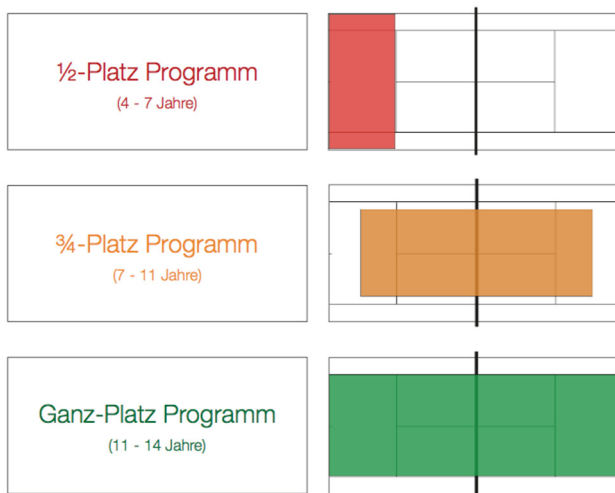 ½-Platz Programm
(4 - 7 Jahre)
¾-Platz Programm
(7 - 11 Jahre)
Ganz-Platz Programm
(11 - 14 Jahre)